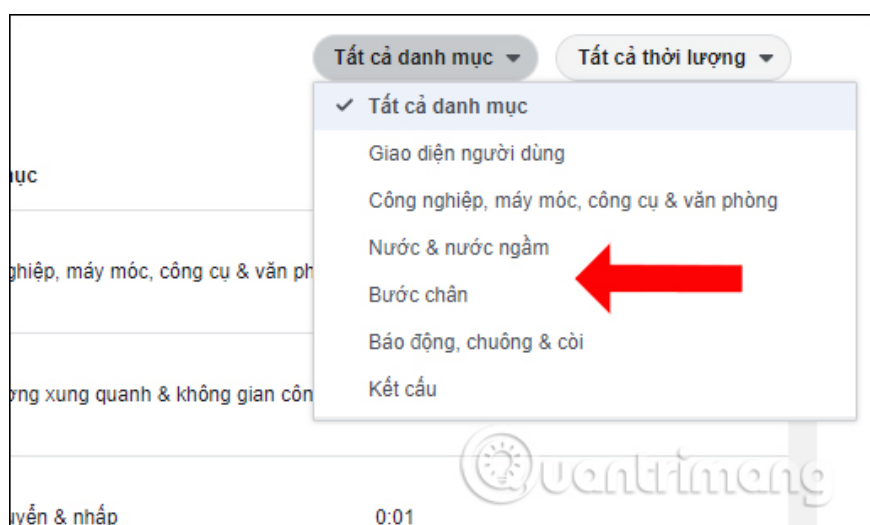 Tất cả danh mục
Tất cả thời lượng
Tất cả danh mục
Giao diện người dùng
Công nghiệp, máy móc, công cụ & văn phòng
Nước & nước ngầm
Bước chân
Báo động, chuông & còi
Kết cấu
ục
ghiệp, máy móc, công cụ & văn ph
ờng xung quanh & không gian côn
uyển & nhấp
0:01
Quantrimang